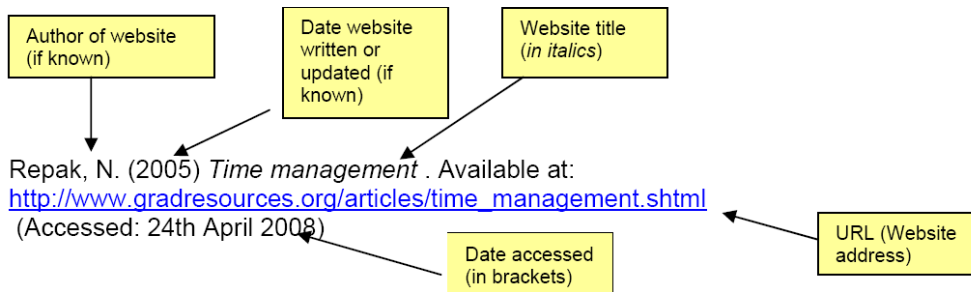 Author of website
(if known)
Date website
written or
updated (if
known)
Website title
(in italics)
Repak, N. (2005) Time management . Available at:
http://www.gradresources.org/articles/time_management.shtml
(Accessed: 24th April 2008)
Date accessed
(in brackets)
URL (Website
address)